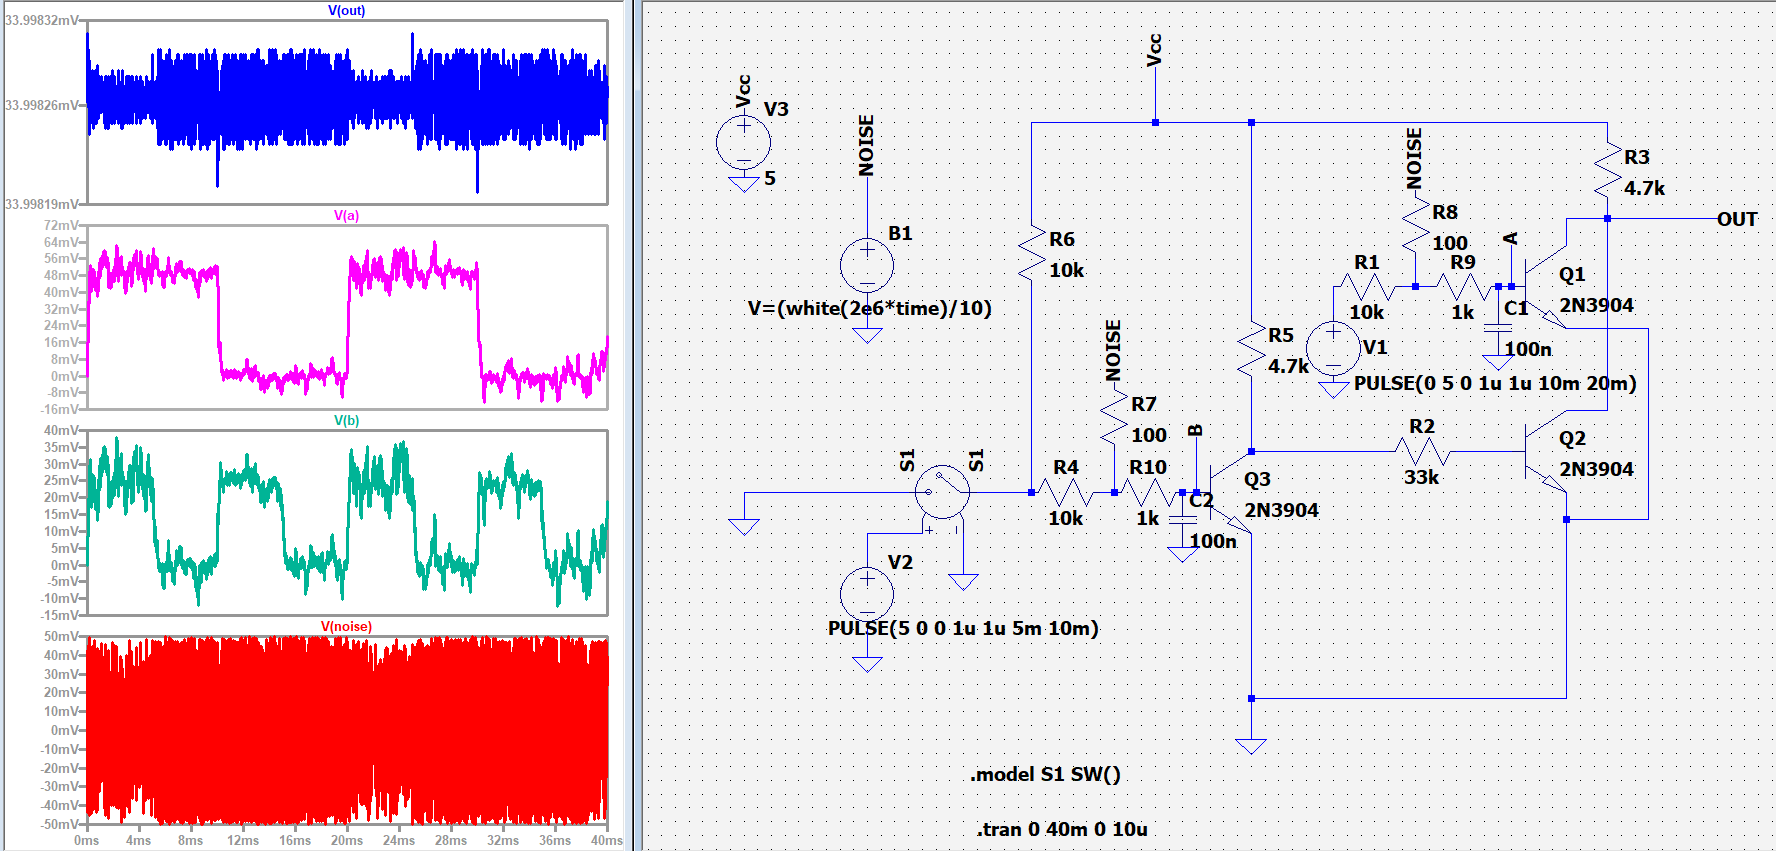 V(out)
33.99832mV
33.99826mV
33.99819mV
V(a)
72mV
64mV
56mV
48mV
40mV
32mV
24mV
16mV
8mV
0mV
-8mV
-16mV
V(b)
40mV
35mV
30mV
25mV
20mV
15mV
10mV
5mV
0mV
-5mV
-10mV
-15mV
V(noise)
50mV
40mV
30mV
20mV
10mV
0mV
-10mV
-20mV
-30mV
-40mV
-50mV
0ms 4ms 8ms 12ms 16ms 20ms 24ms 28ms 32ms 36ms 40ms
Vcc
V3
5
NOISE
B1
V=(white(2e6*time)/10)
Vcc
R6
10k
R5
4.7k
NOISE
R8
100
R1
10k
R9
1k
A
C1
100n
V1
PULSE(0 5 0 1u 1u 10m 20m)
Q1
2N3904
R3
4.7k
OUT
NOISE
R7
100
B
S1
S1
R4
10k
R10
1k
C2
100n
Q3
2N3904
R2
33k
Q2
2N3904
V2
PULSE(5 0 0 1u 1u 5m 10m)
.model S1 SW()
.tran 0 40m 0 10u